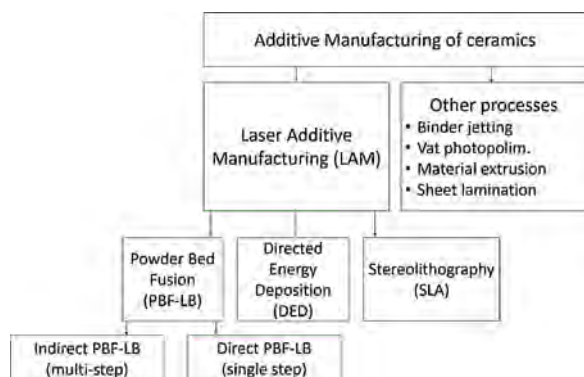 Additive Manufacturing of ceramics
Laser Additive
Manufacturing (LAM)
Other processes
• Binder jetting
• Vat photopolim.
• Material extrusion
• Sheet lamination
Powder Bed
Fusion
(PBF-LB)
Directed
Energy
Deposition
(DED)
Stereolithography
(SLA)
Indirect PBF-LB
(multi-step)
Direct PBF-LB
(single step)